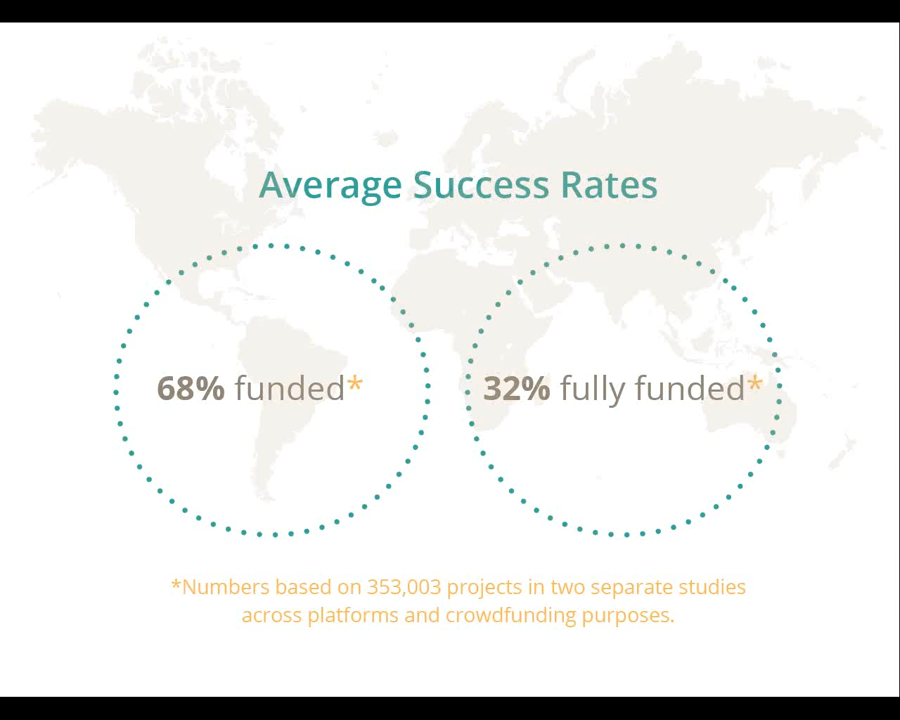 Average Success Rates
68% funded*
32% fully funded*
*Numbers based on 353,003 projects in two separate studies
across platforms and crowdfunding purposes.